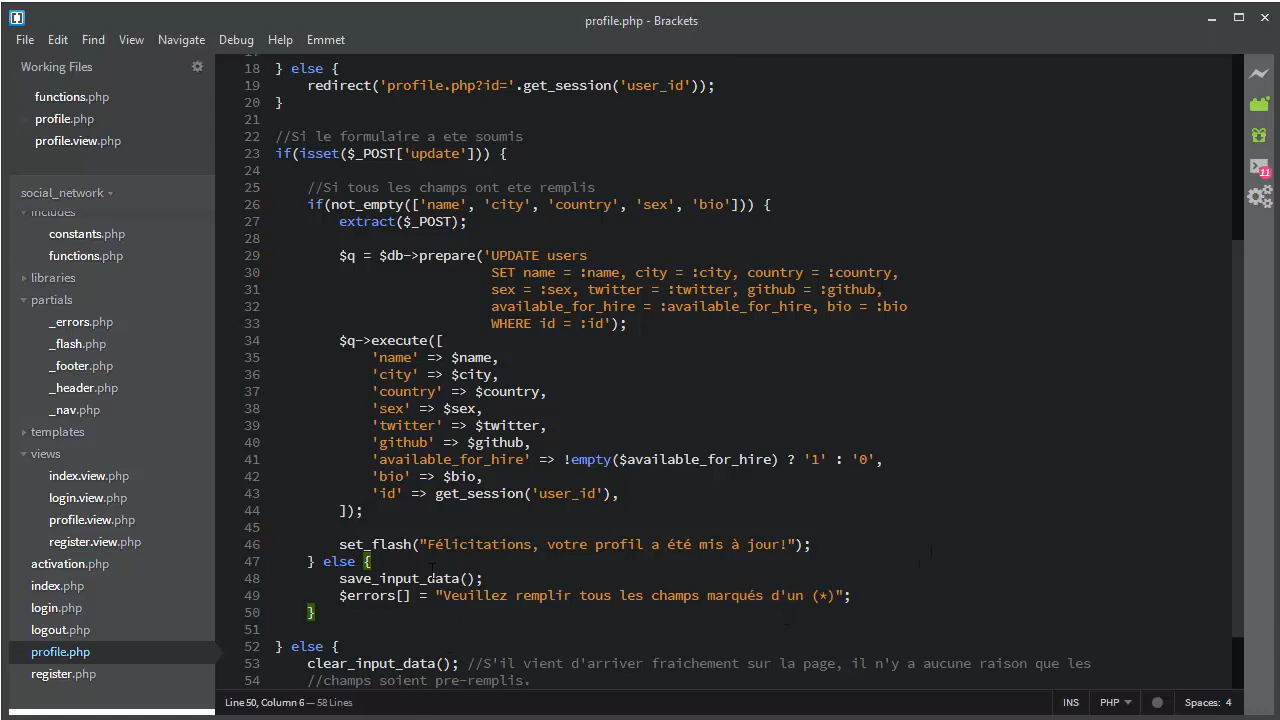 profile.php - Brackets
File Edit Find View Navigate Debug Help Emmet
Working Files
functions.php
profile.php
profile.view.php
social_network
includes
constants.php
functions.php
libraries
partials
_errors.php
_flash.php
_footer.php
_header.php
_nav.php
templates
views
index.view.php
login.view.php
profile.view.php
register.view.php
activation.php
index.php
login.php
logout.php
profile.php
register.php
18 } else {
19 redirect('profile.php?id='.get_session('user_id'));
20 }
21
22 //Si le formulaire a ete soumis
23 if(isset($_POST['update'])) {
24
25 //Si tous les champs ont ete remplis
26 if(not_empty(['name', 'city', 'country', 'sex', 'bio'])) {
27 extract($_POST);
28
29 $q = $db->prepare('UPDATE users
30 SET name = :name, city = :city, country = :country,
31 sex = :sex, twitter = :twitter, github = :github,
32 available_for_hire = :available_for_hire, bio = :bio
33 WHERE id = :id');
34 $q->execute([
35 'name' => $name,
36 'city' => $city,
37 'country' => $country,
38 'sex' => $sex,
39 'twitter' => $twitter,
40 'github' => $github,
41 'available_for_hire' => !empty($available_for_hire) ? '1' : '0',
42 'bio' => $bio,
43 'id' => get_session('user_id'),
44 ]);
45
46 set_flash("Félicitations, votre profil a été mis à jour!");
47 } else {
48 save_input_data();
49 $errors[] = "Veuillez remplir tous les champs marqués d'un (*)";
50 }
51
52 } else {
53 clear_input_data(); //S'il vient d'arriver fraichement sur la page, il n'y a aucune raison que les
54 //champs soient pre-remplis.
11
Line 50, Column 6 — 58 Lines
INS PHP Spaces: 4